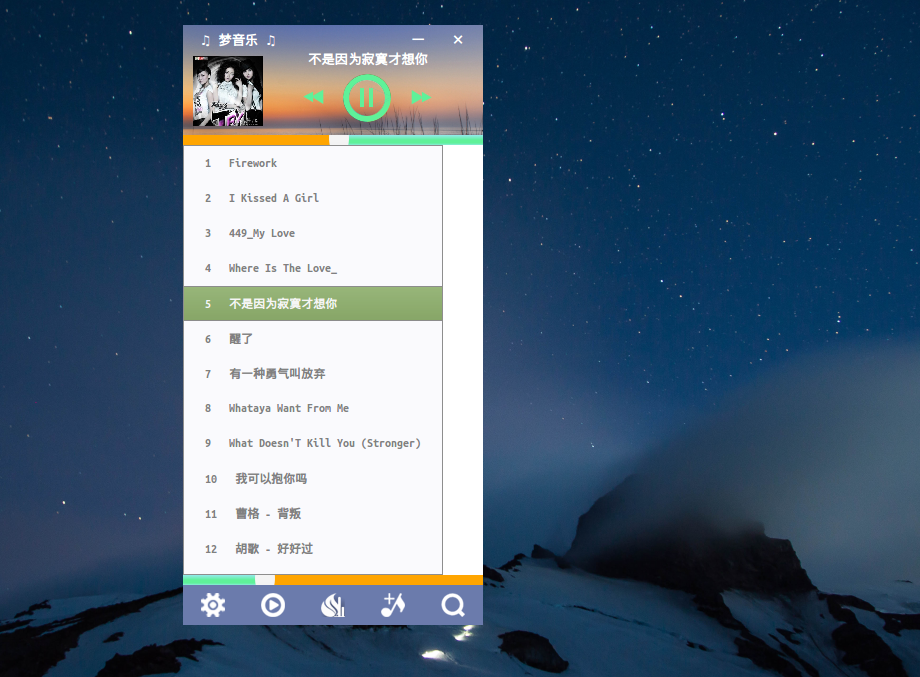 ♫ 梦音乐 ♫
不是因为寂寞才想你
1 Firework
2 I Kissed A Girl
3 449_My Love
4 Where Is The Love_
5 不是因为寂寞才想你
6 醒了
7 有一种勇气叫放弃
8 Whataya Want From Me
9 What Doesn'T Kill You (Stronger)
10 我可以抱你吗
11 曹格 - 背叛
12 胡歌 - 好好过